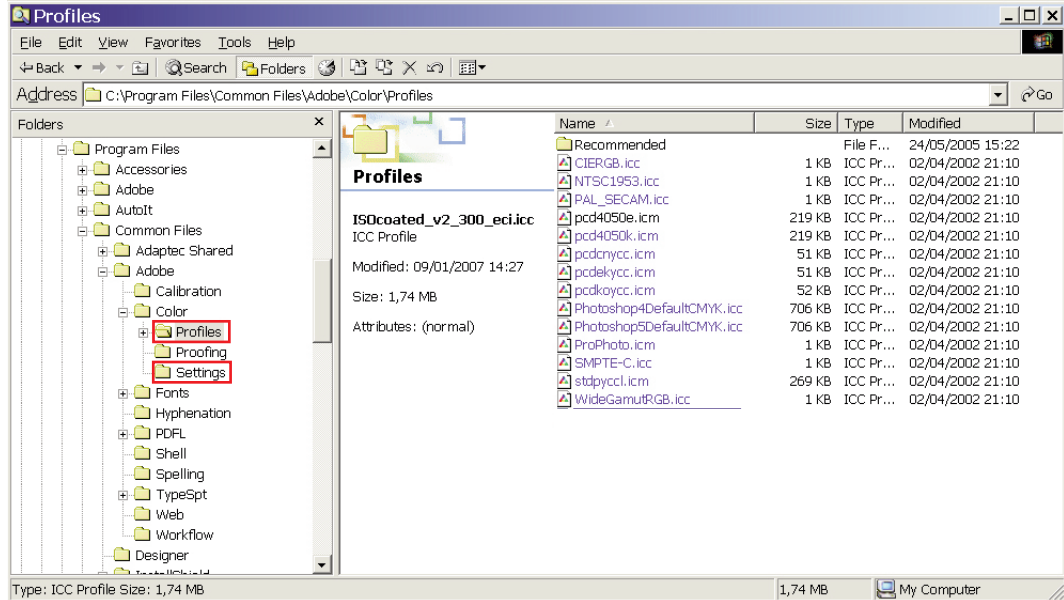 Profiles
File Edit View Favorites Tools Help
Back Search Folders
Address C:\Program Files\Common Files\Adobe\Color\Profiles Go
Folders
Program Files
Accessories
Adobe
AutoIt
Common Files
Adaptec Shared
Adobe
Calibration
Color
Profiles
Proofing
Settings
Fonts
Hyphenation
PDFL
Shell
Spelling
TypeSpt
Web
Workflow
Designer
InstallShield
Profiles
ISOcoated_v2_300_eci.icc
ICC Profile
Modified: 09/01/2007 14:27
Size: 1,74 MB
Attributes: (normal)
Name Size Type Modified
Recommended File F... 24/05/2005 15:22
CIERGB.icc 1 KB ICC Pr... 02/04/2002 21:10
NTSC1953.icc 1 KB ICC Pr... 02/04/2002 21:10
PAL_SECAM.icc 1 KB ICC Pr... 02/04/2002 21:10
pcd4050e.icm 219 KB ICC Pr... 02/04/2002 21:10
pcd4050k.icm 219 KB ICC Pr... 02/04/2002 21:10
pcdcnycc.icm 51 KB ICC Pr... 02/04/2002 21:10
pcdekycc.icm 51 KB ICC Pr... 02/04/2002 21:10
pcdkoycc.icm 52 KB ICC Pr... 02/04/2002 21:10
Photoshop4DefaultCMYK.icc 706 KB ICC Pr... 02/04/2002 21:10
Photoshop5DefaultCMYK.icc 706 KB ICC Pr... 02/04/2002 21:10
ProPhoto.icm 1 KB ICC Pr... 02/04/2002 21:10
SMPTE-C.icc 1 KB ICC Pr... 02/04/2002 21:10
stdpyccl.icm 269 KB ICC Pr... 02/04/2002 21:10
WideGamutRGB.icc 1 KB ICC Pr... 02/04/2002 21:10
Type: ICC Profile Size: 1,74 MB 1,74 MB My Computer